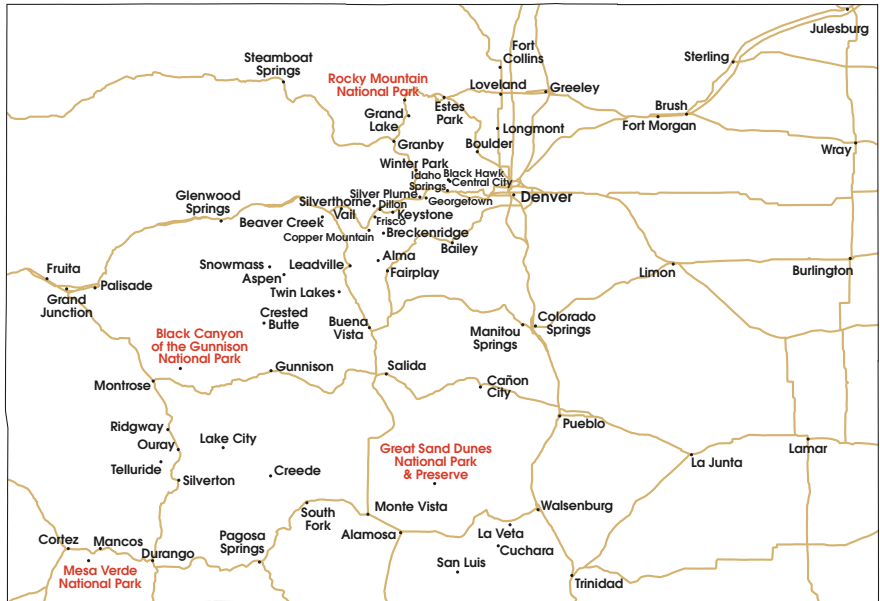 Julesburg
Fort
Collins
Steamboat
Springs
Sterling
Rocky Mountain
National Park
Loveland
Greeley
Estes
Park
Grand
Lake
Brush
Fort Morgan
Longmont
Granby
Boulder
Wray
Winter Park
Idaho
Springs
Black Hawk
Central City
Glenwood
Springs
Silverthorne
Silver Plume
Georgetown
Denver
Dillon
Vail
Keystone
Beaver Creek
Frisco
Copper Mountain
Breckenridge
Bailey
Alma
Fairplay
Snowmass
Aspen
Leadville
Limon
Burlington
Fruita
Palisade
Grand
Junction
Twin Lakes
Crested
Butte
Buena
Vista
Manitou
Springs
Colorado
Springs
Black Canyon
of the Gunnison
National Park
Gunnison
Salida
Montrose
Cañon
City
Pueblo
Ridgway
Ouray
Lake City
Telluride
Great Sand Dunes
National Park
& Preserve
La Junta
Lamar
Creede
Silverton
South
Fork
Monte Vista
Walsenburg
Alamosa
La Veta
Cuchara
Cortez
Mancos
Durango
Pagosa
Springs
San Luis
Trinidad
Mesa Verde
National Park